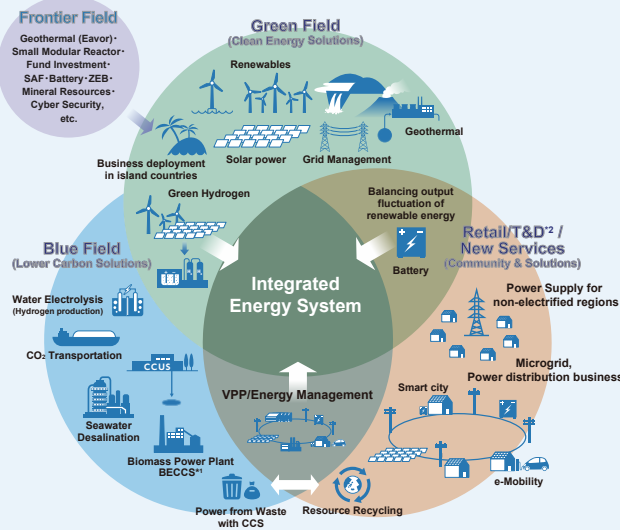 Frontier Field
Geothermal (Eavor)・
Small Modular Reactor・
Fund Investment・
SAF・Battery・ZEB・
Mineral Resources・
Cyber Security,
etc.
Green Field
(Clean Energy Solutions)
Renewables
Geothermal
Business deployment
in island countries
Solar power
Grid Management
Green Hydrogen
Balancing output
fluctuation of
renewable energy
Battery
Blue Field
(Lower Carbon Solutions)
Retail/T&D*2 /
New Services
(Community & Solutions)
Integrated
Energy System
Water Electrolysis
(Hydrogen production)
CO₂ Transportation
CCUS
Seawater
Desalination
Biomass Power Plant
BECCS*1
Power from Waste
with CCS
VPP/Energy Management
Resource Recycling
Power Supply for
non-electrified regions
Microgrid,
Power distribution business
Smart city
e-Mobility